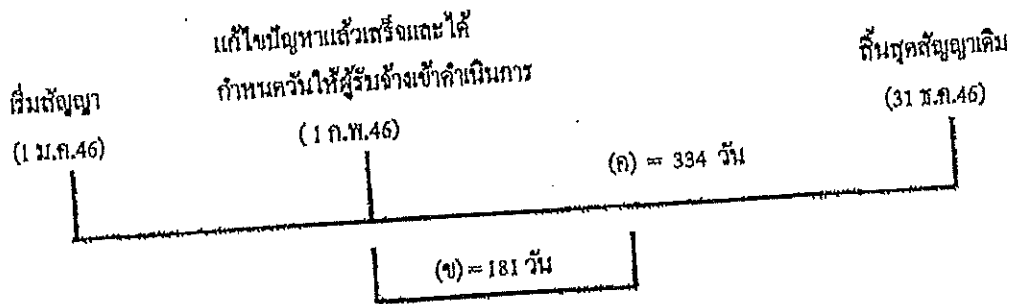 แก้ไขปัญหาแล้วเสร็จและได้
กำหนดวันให้ผู้รับจ้างเข้าดำเนินการ
(1 ก.พ.46)
เริ่มสัญญา
(1 ม.ค.46)
สิ้นสุดสัญญาเดิม
(31 ธ.ค.46)
(ค) = 334 วัน
(ข) = 181 วัน